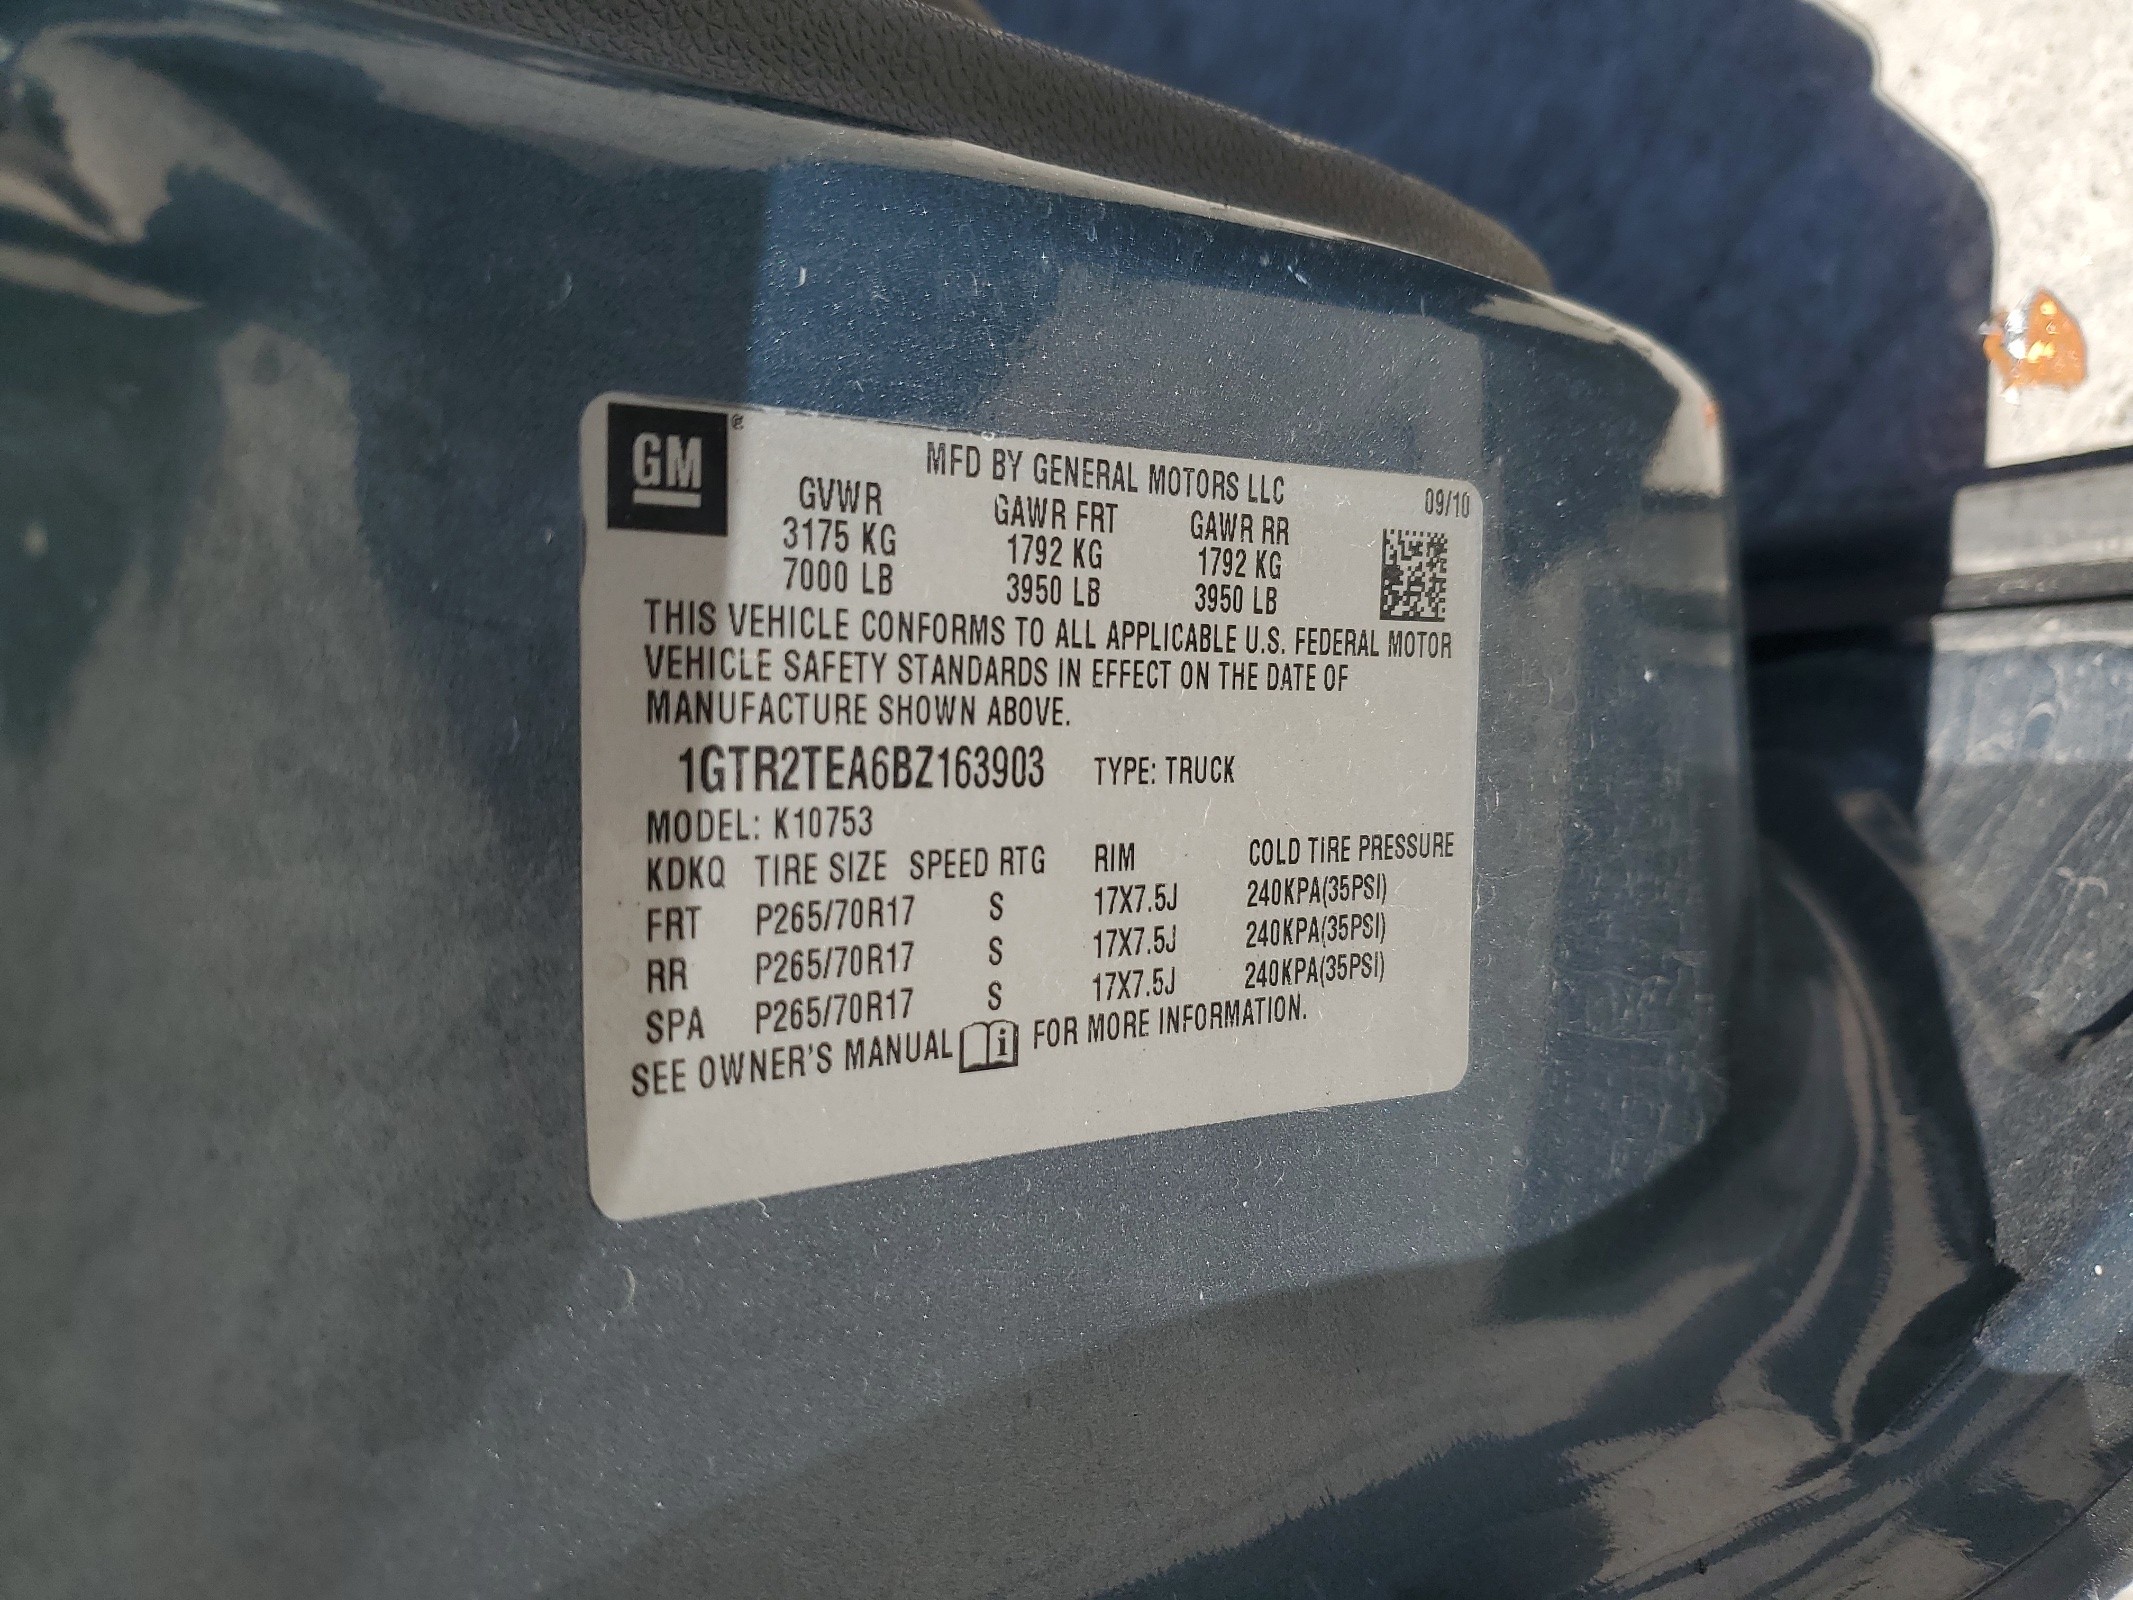 GM ®
MFD BY GENERAL MOTORS LLC
09/10
GVWR GAWR FRT GAWR RR
3175 KG 1792 KG 1792 KG
7000 LB 3950 LB 3950 LB
THIS VEHICLE CONFORMS TO ALL APPLICABLE U.S. FEDERAL MOTOR
VEHICLE SAFETY STANDARDS IN EFFECT ON THE DATE OF
MANUFACTURE SHOWN ABOVE.
1GTR2TEA6BZ163903 TYPE: TRUCK
MODEL: K10753
KDKQ TIRE SIZE SPEED RTG RIM COLD TIRE PRESSURE
FRT P265/70R17 S 17X7.5J 240KPA(35PSI)
RR P265/70R17 S 17X7.5J 240KPA(35PSI)
SPA P265/70R17 S 17X7.5J 240KPA(35PSI)
SEE OWNER'S MANUAL i FOR MORE INFORMATION.